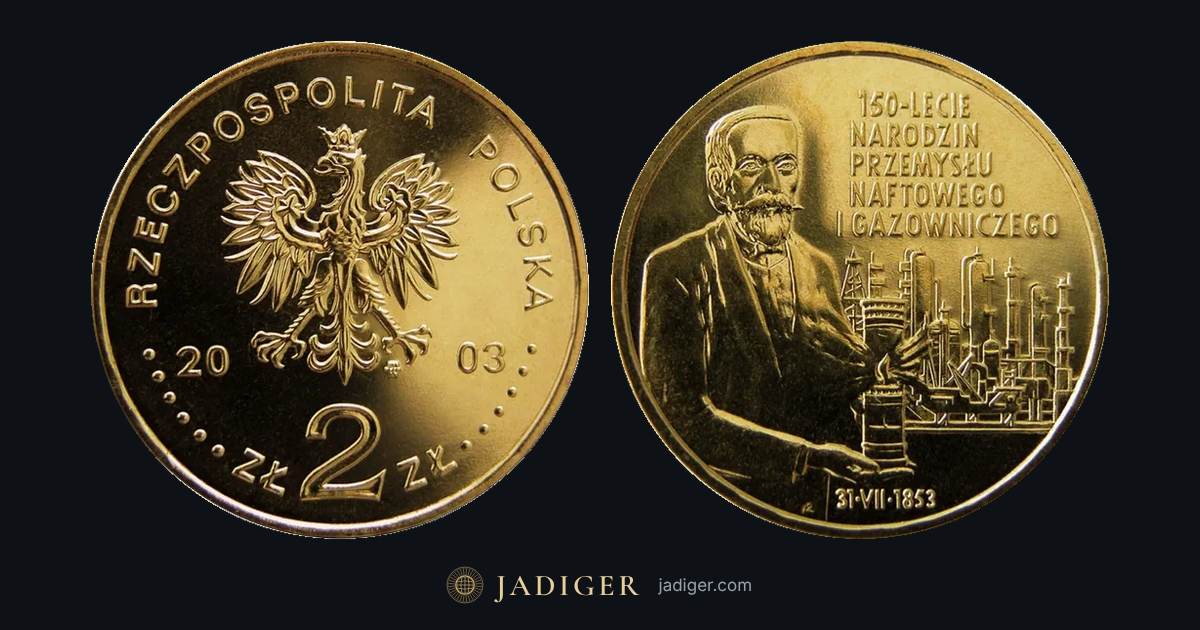 RZECZPOSPOLITA POLSKA
20 03
ZŁ 2 ZŁ
150-LECIE
NARODZIN
PRZEMYSŁU
NAFTOWEGO
I GAZOWNICZEGO
31·VII·1853
JADIGER jadiger.com